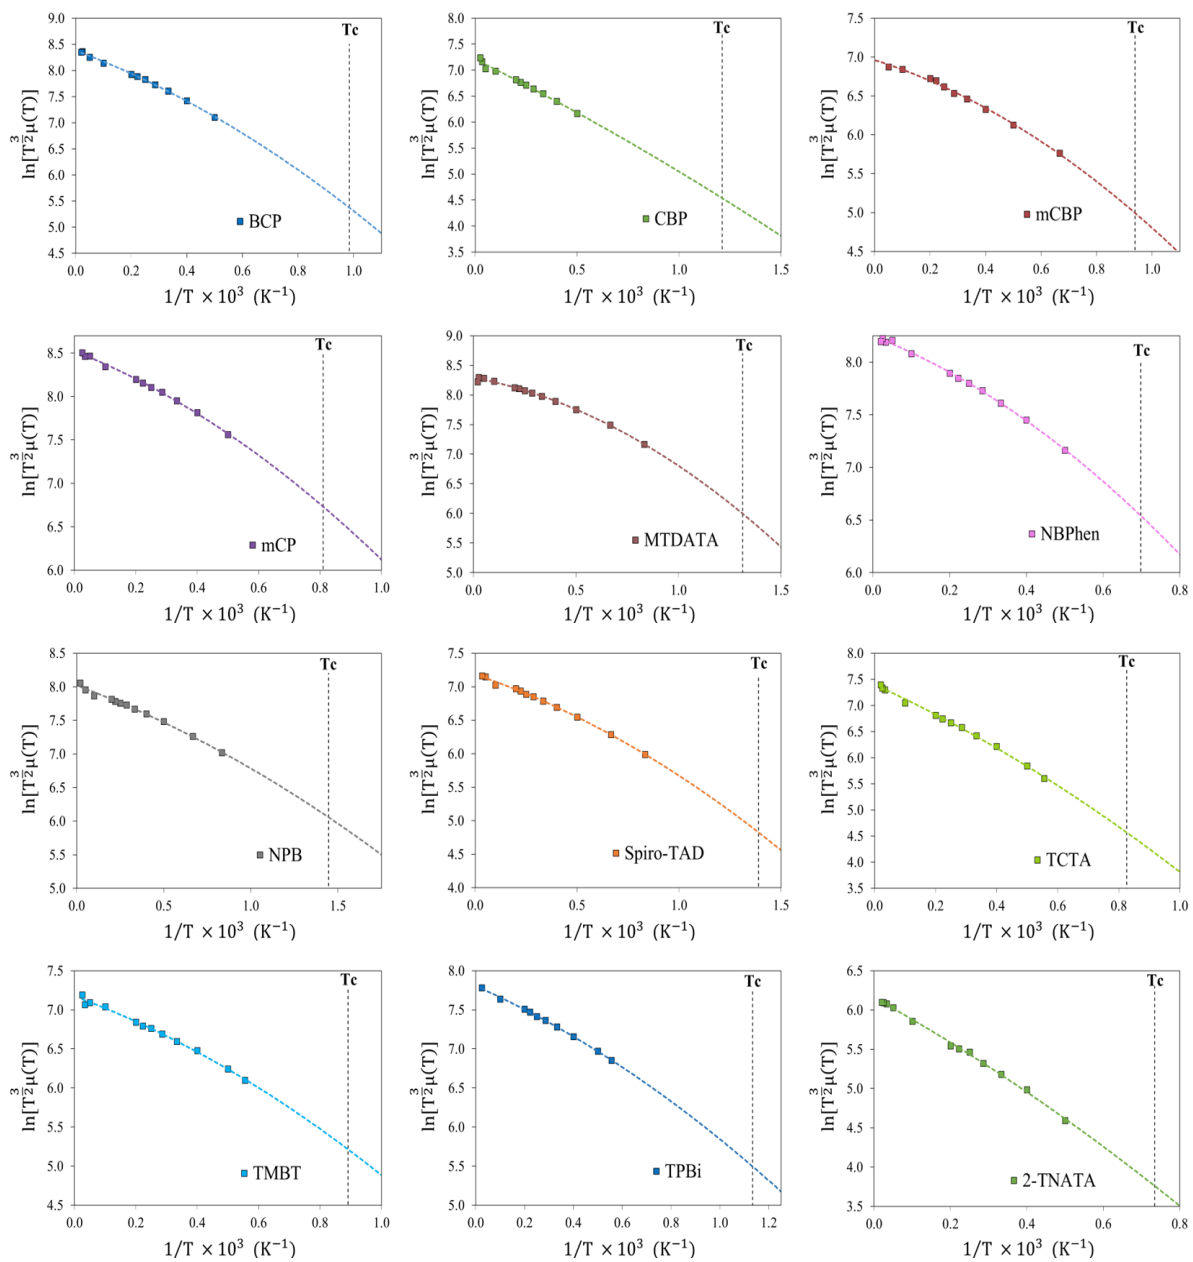 Tc
9.0
8.5
8.0
7.5
7.0
6.5
6.0
5.5
5.0
4.5
ln[T^(3/2)μ(T)]
BCP
0.0 0.2 0.4 0.6 0.8 1.0
1/T × 10³ (K⁻¹)
Tc
7.5
7.0
6.5
6.0
5.5
5.0
4.5
4.0
3.5
ln[T^(3/2)μ(T)]
CBP
0.0 0.5 1.0 1.5
1/T × 10³ (K⁻¹)
Tc
7.5
7.0
6.5
6.0
5.5
5.0
4.5
ln[T^(3/2)μ(T)]
mCBP
0.0 0.2 0.4 0.6 0.8 1.0
1/T × 10³ (K⁻¹)
Tc
8.5
8.0
7.5
7.0
6.5
6.0
ln[T^(3/2)μ(T)]
mCP
0.0 0.2 0.4 0.6 0.8 1.0
1/T × 10³ (K⁻¹)
Tc
9.0
8.5
8.0
7.5
7.0
6.5
6.0
5.5
5.0
ln[T^(3/2)μ(T)]
MTDATA
0.0 0.5 1.0 1.5
1/T × 10³ (K⁻¹)
Tc
8.0
7.5
7.0
6.5
6.0
ln[T^(3/2)μ(T)]
NBPhen
0.0 0.2 0.4 0.6 0.8
1/T × 10³ (K⁻¹)
Tc
8.5
8.0
7.5
7.0
6.5
6.0
5.5
5.0
ln[T^(3/2)μ(T)]
NPB
0.0 0.5 1.0 1.5
1/T × 10³ (K⁻¹)
Tc
7.5
7.0
6.5
6.0
5.5
5.0
4.5
4.0
ln[T^(3/2)μ(T)]
Spiro-TAD
0.0 0.5 1.0 1.5
1/T × 10³ (K⁻¹)
Tc
8.0
7.5
7.0
6.5
6.0
5.5
5.0
4.5
4.0
3.5
ln[T^(3/2)μ(T)]
TCTA
0.0 0.2 0.4 0.6 0.8 1.0
1/T × 10³ (K⁻¹)
Tc
7.5
7.0
6.5
6.0
5.5
5.0
4.5
ln[T^(3/2)μ(T)]
TMBT
0.0 0.2 0.4 0.6 0.8 1.0
1/T × 10³ (K⁻¹)
Tc
8.0
7.5
7.0
6.5
6.0
5.5
5.0
ln[T^(3/2)μ(T)]
TPBi
0.0 0.2 0.4 0.6 0.8 1.0 1.2
1/T × 10³ (K⁻¹)
Tc
6.5
6.0
5.5
5.0
4.5
4.0
3.5
ln[T^(3/2)μ(T)]
2-TNATA
0.0 0.2 0.4 0.6 0.8
1/T × 10³ (K⁻¹)